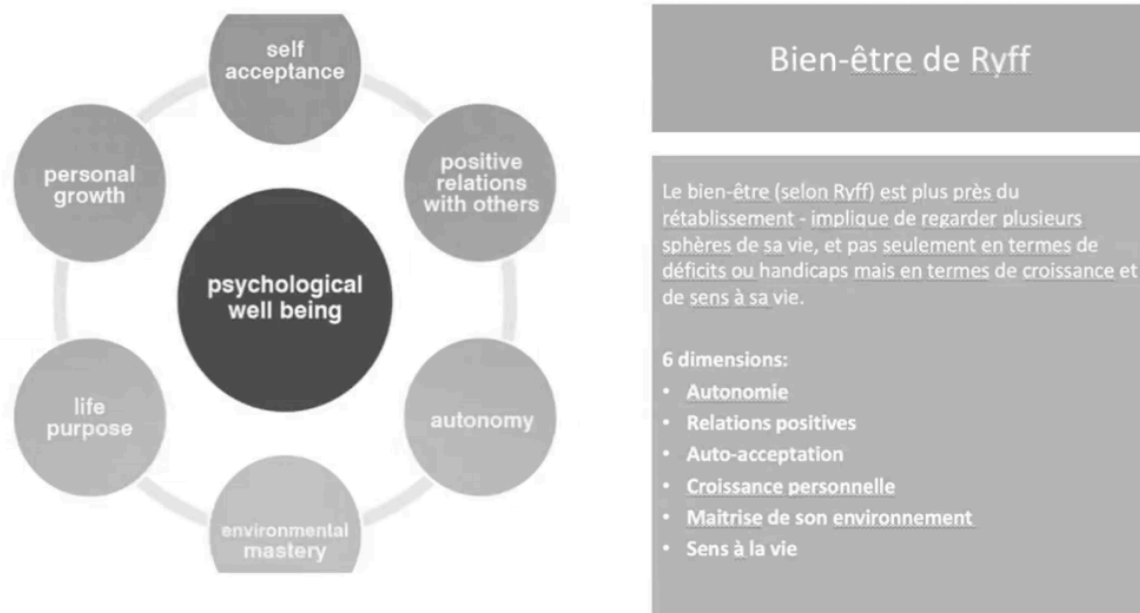 self
acceptance
positive
relations
with others
personal
growth
psychological
well being
life
purpose
autonomy
environmental
mastery
Bien-être de Ryff
Le bien-être (selon Ryff) est plus près du
rétablissement - implique de regarder plusieurs
sphères de sa vie, et pas seulement en termes de
déficits ou handicaps mais en termes de croissance et
de sens à sa vie.
6 dimensions:
• Autonomie
• Relations positives
• Auto-acceptation
• Croissance personnelle
• Maitrise de son environnement
• Sens à la vie